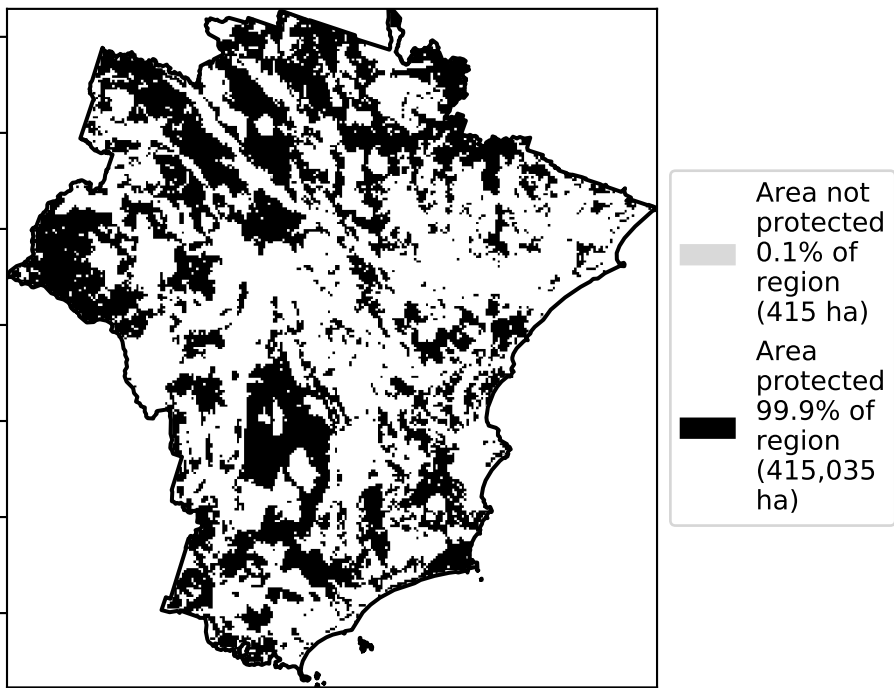 Area not
protected
0.1% of
region
(415 ha)
Area
protected
99.9% of
region
(415,035
ha)